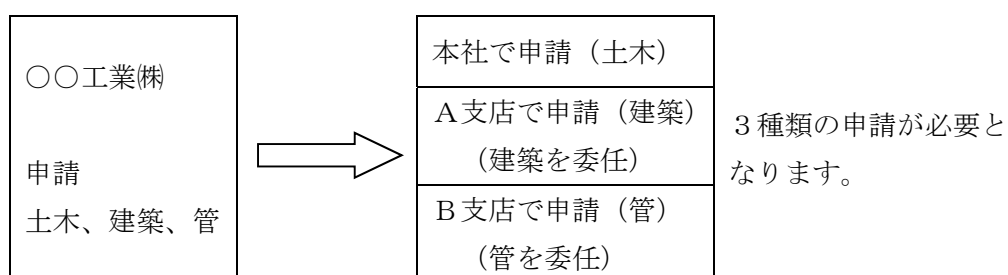 ○○工業㈱
申請
土木、建築、管
本社で申請（土木）
Ａ支店で申請（建築）
（建築を委任）
Ｂ支店で申請（管）
（管を委任）
３種類の申請が必要と
なります。